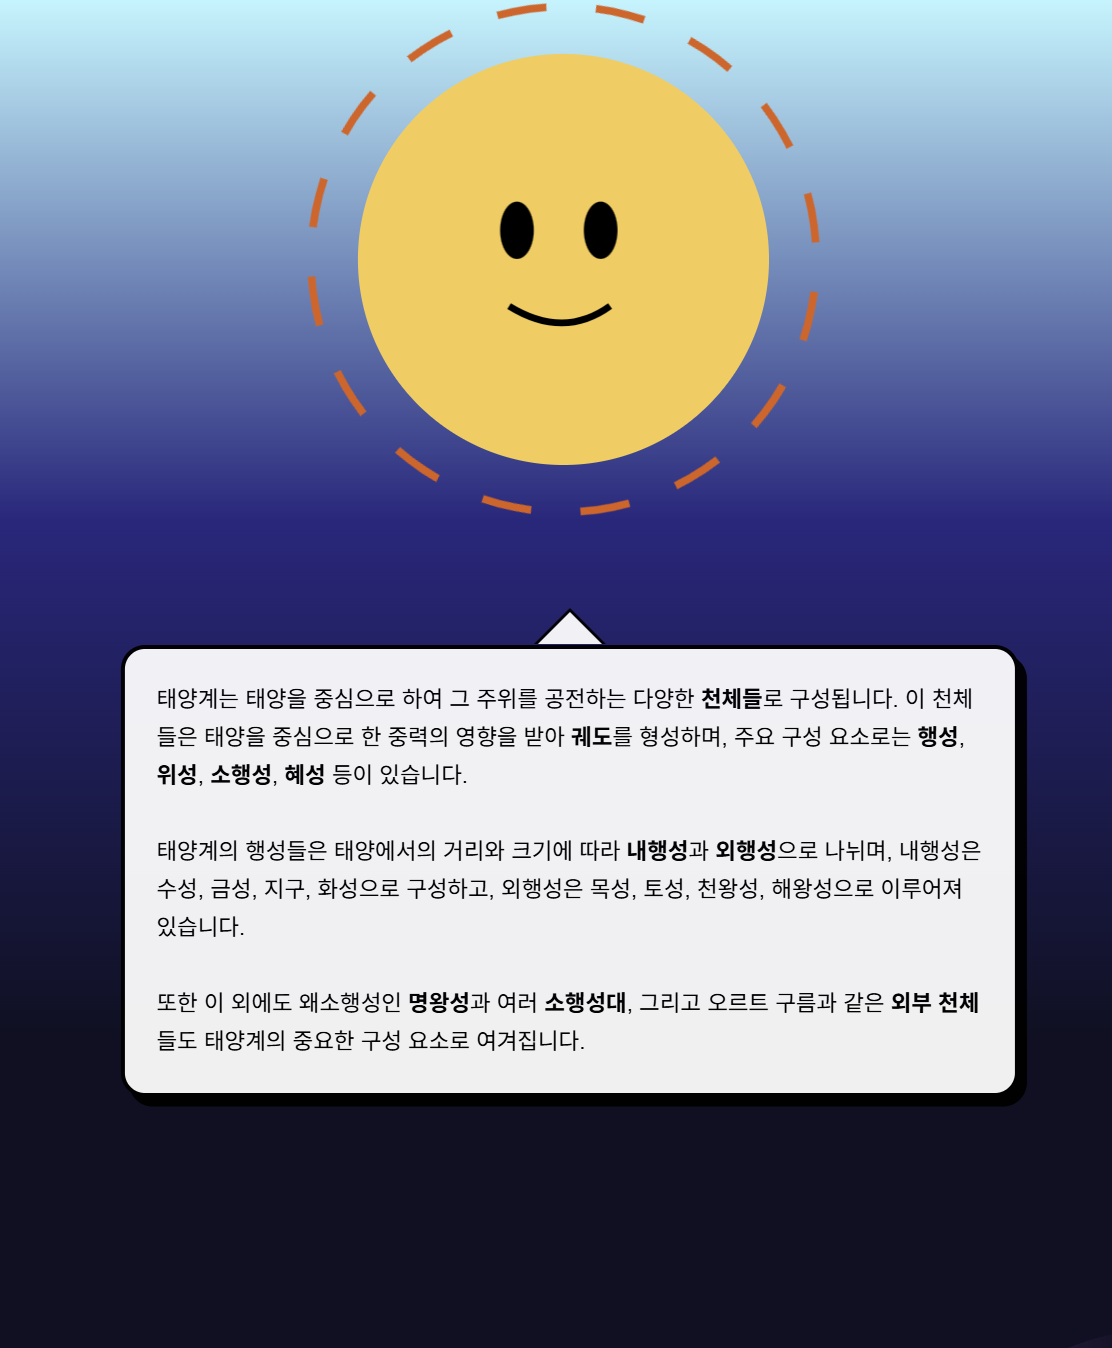 태양계는 태양을 중심으로 하여 그 주위를 공전하는 다양한 천체들로 구성됩니다. 이 천체
들은 태양을 중심으로 한 중력의 영향을 받아 궤도를 형성하며, 주요 구성 요소로는 행성,
위성, 소행성, 혜성 등이 있습니다.
태양계의 행성들은 태양에서의 거리와 크기에 따라 내행성과 외행성으로 나뉘며, 내행성은
수성, 금성, 지구, 화성으로 구성하고, 외행성은 목성, 토성, 천왕성, 해왕성으로 이루어져
있습니다.
또한 이 외에도 왜소행성인 명왕성과 여러 소행성대, 그리고 오르트 구름과 같은 외부 천체
들도 태양계의 중요한 구성 요소로 여겨집니다.